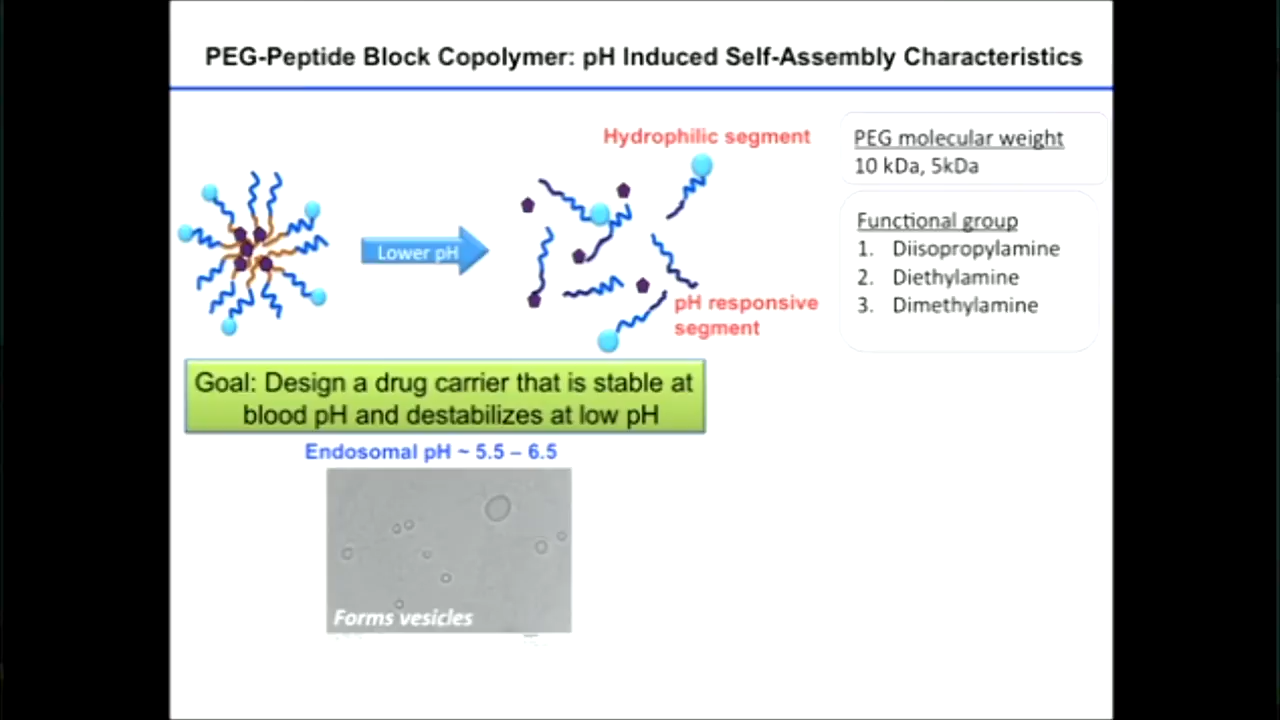 PEG-Peptide Block Copolymer: pH Induced Self-Assembly Characteristics
Hydrophilic segment
Lower pH
pH responsive
segment
PEG molecular weight
10 kDa, 5kDa
Functional group
1. Diisopropylamine
2. Diethylamine
3. Dimethylamine
Goal: Design a drug carrier that is stable at
blood pH and destabilizes at low pH
Endosomal pH ~ 5.5 – 6.5
Forms vesicles